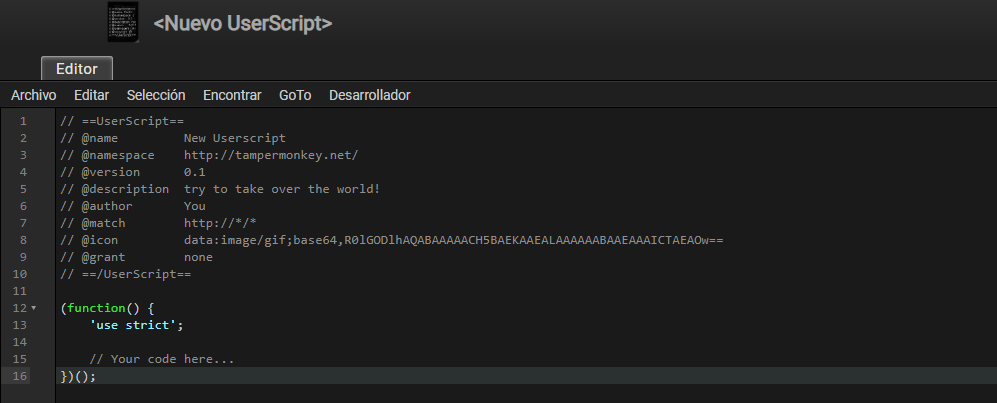 <Nuevo UserScript>
Editor
Archivo Editar Selección Encontrar GoTo Desarrollador
1 // ==UserScript==
2 // @name         New Userscript
3 // @namespace    http://tampermonkey.net/
4 // @version      0.1
5 // @description  try to take over the world!
6 // @author       You
7 // @match        http://*/*
8 // @icon         data:image/gif;base64,R0lGODlhAQABAAAAACH5BAEKAAEALAAAAAABAAEAAAICTAEAOw==
9 // @grant        none
10 // ==/UserScript==
11
12 (function() {
13     'use strict';
14
15     // Your code here...
16 })();